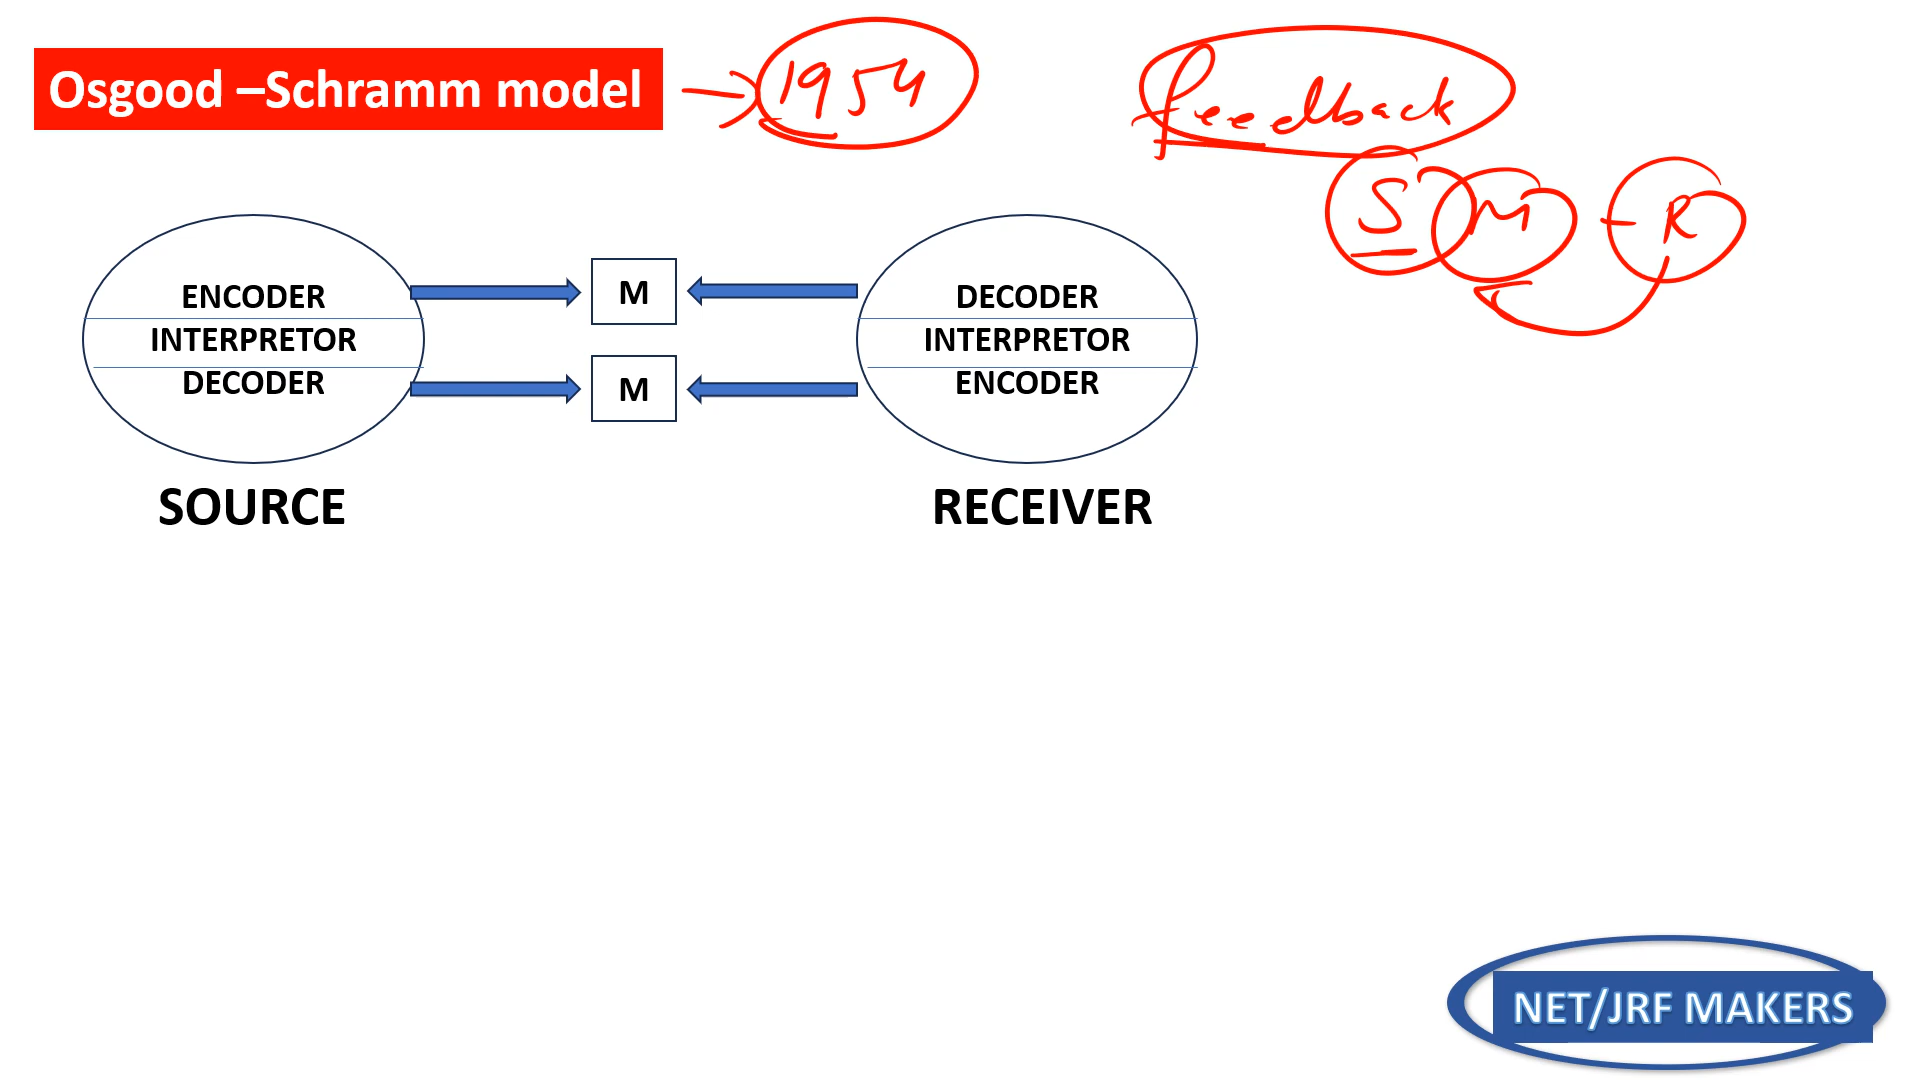 Osgood –Schramm model
1954
feedback
S M - R
ENCODER
INTERPRETOR
DECODER
M
M
DECODER
INTERPRETOR
ENCODER
SOURCE
RECEIVER
NET/JRF MAKERS